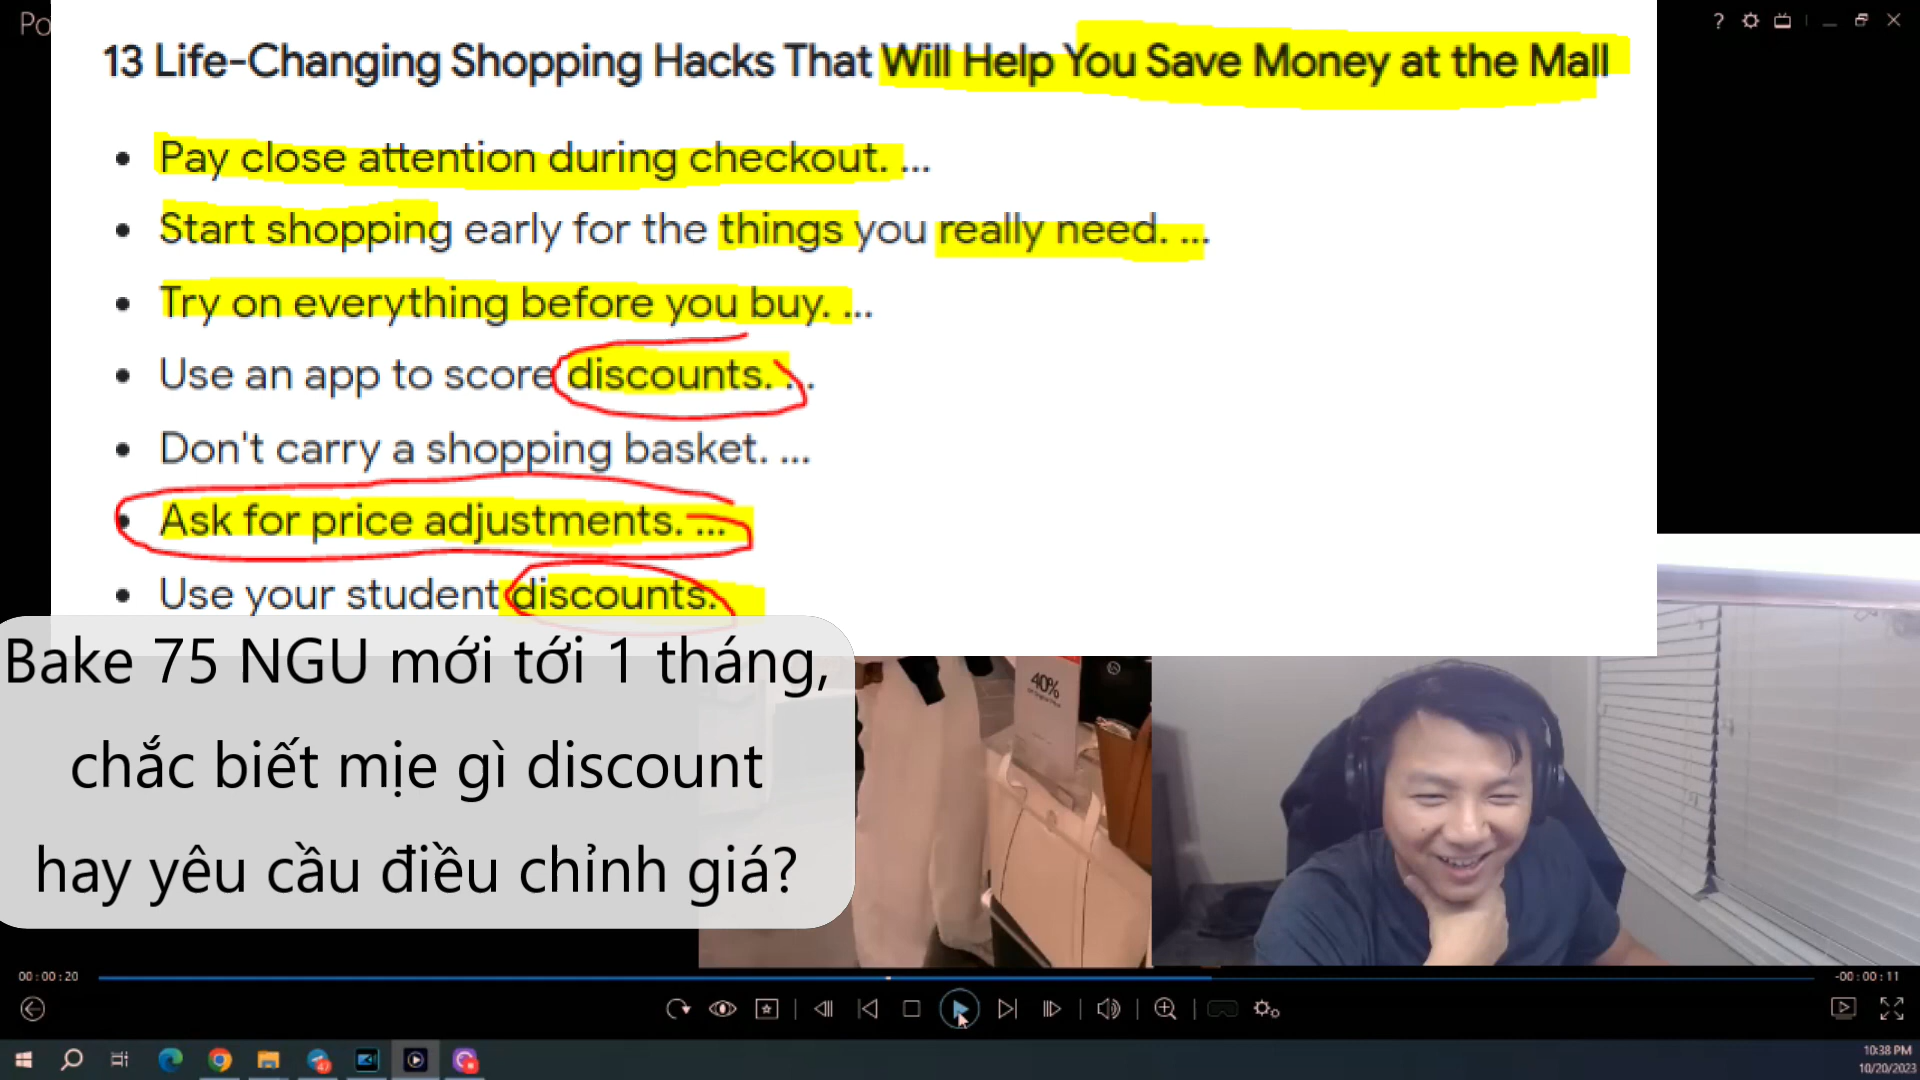 Po
13 Life-Changing Shopping Hacks That Will Help You Save Money at the Mall
• Pay close attention during checkout. ...
• Start shopping early for the things you really need. ...
• Try on everything before you buy. ...
• Use an app to score discounts. ...
• Don't carry a shopping basket. ...
• Ask for price adjustments. ...
• Use your student discounts.
Bake 75 NGU mới tới 1 tháng,
chắc biết mịe gì discount
hay yêu cầu điều chỉnh giá?
40%
00:00:20
-00:00:11
47
10:38 PM
10/20/2023